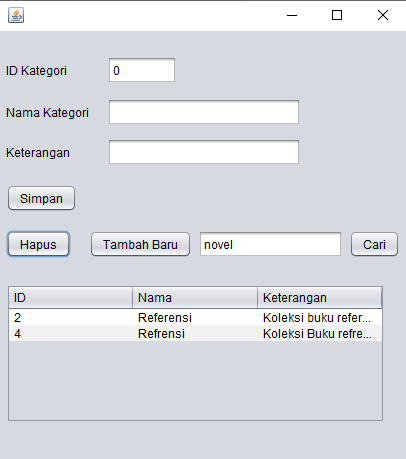 ID Kategori 0
Nama Kategori
Keterangan
Simpan
Hapus Tambah Baru novel Cari
ID Nama Keterangan
2 Referensi Koleksi buku refer...
4 Refrensi Koleksi Buku refre...